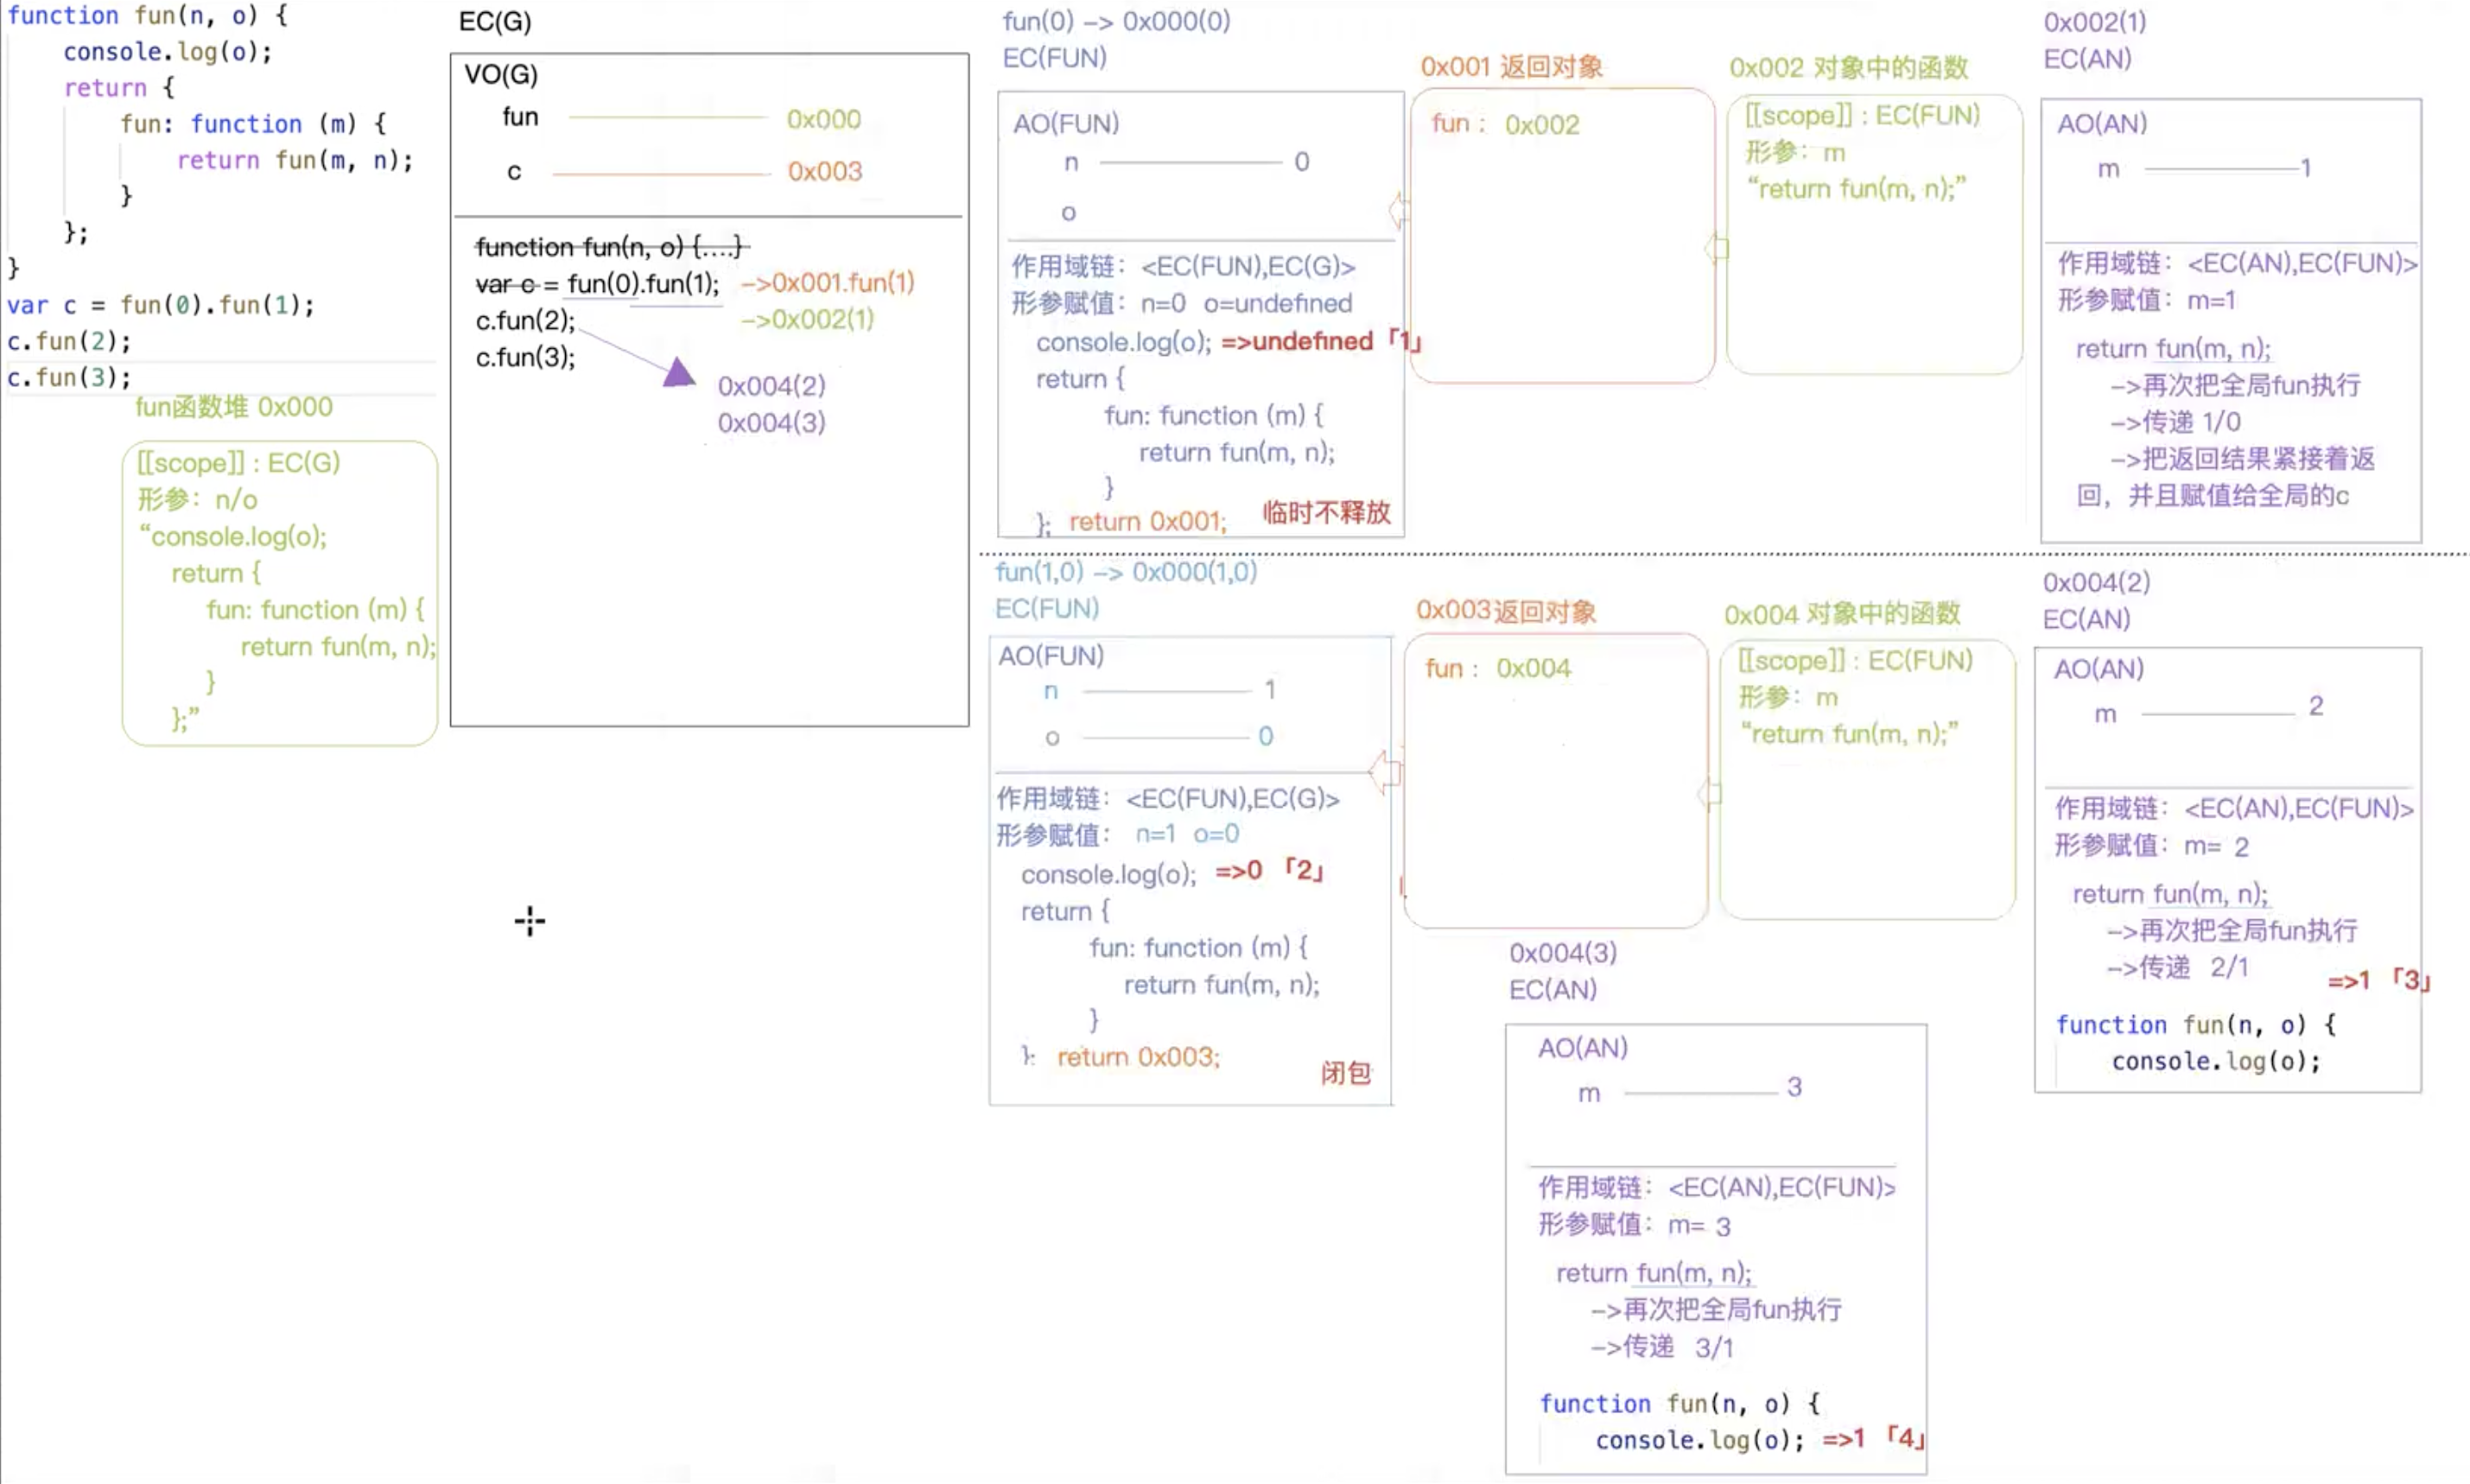 function fun(n, o) {
console.log(o);
return {
fun: function (m) {
return fun(m, n);
}
};
}
var c = fun(0).fun(1);
c.fun(2);
c.fun(3);
fun函数堆 0x000
[[scope]] : EC(G)
形参：n/o
“console.log(o);
return {
fun: function (m) {
return fun(m, n);
}
};”
EC(G)
VO(G)
fun 0x000
c 0x003
function fun(n, o) {....}
var c = fun(0).fun(1); –>0x001.fun(1)
c.fun(2); –>0x002(1)
c.fun(3);
0x004(2)
0x004(3)
fun(0) –> 0x000(0)
EC(FUN)
AO(FUN)
n 0
o
作用域链：<EC(FUN),EC(G)>
形参赋值：n=0 o=undefined
console.log(o); =>undefined「1」
return {
fun: function (m) {
return fun(m, n);
}
}; return 0x001; 临时不释放
0x001 返回对象
fun： 0x002
0x002 对象中的函数
[[scope]] : EC(FUN)
形参：m
“return fun(m, n);”
0x002(1)
EC(AN)
AO(AN)
m 1
作用域链：<EC(AN),EC(FUN)>
形参赋值：m=1
return fun(m, n);
–>再次把全局fun执行
–>传递 1/0
–>把返回结果紧接着返
回，并且赋值给全局的c
fun(1,0) –> 0x000(1,0)
EC(FUN)
AO(FUN)
n 1
o 0
作用域链：<EC(FUN),EC(G)>
形参赋值： n=1 o=0
console.log(o); =>0 「2」
return {
fun: function (m) {
return fun(m, n);
}
}; return 0x003; 闭包
0x003返回对象
fun： 0x004
0x004 对象中的函数
[[scope]] : EC(FUN)
形参：m
“return fun(m, n);”
0x004(2)
EC(AN)
AO(AN)
m 2
作用域链：<EC(AN),EC(FUN)>
形参赋值：m= 2
return fun(m, n);
–>再次把全局fun执行
–>传递 2/1
=>1 「3」
function fun(n, o) {
console.log(o);
0x004(3)
EC(AN)
AO(AN)
m 3
作用域链：<EC(AN),EC(FUN)>
形参赋值：m= 3
return fun(m, n);
–>再次把全局fun执行
–>传递 3/1
function fun(n, o) {
console.log(o); =>1 「4」